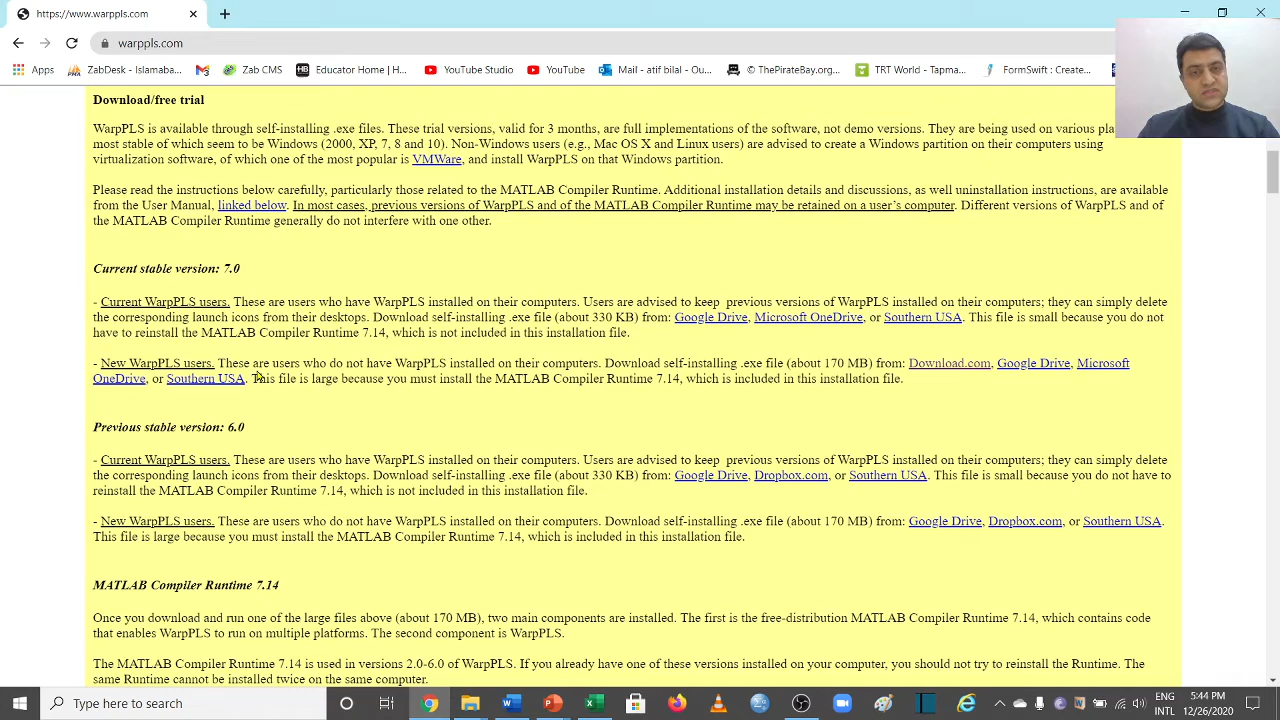 https://www.warppls.com
warppls.com
Apps
ZabDesk - Islamaba...
Zab CMS
Educator Home | H...
YouTube Studio
YouTube
Mail - atif bilal - Ou...
© ThePirateBay.org...
TRT World - Tapma...
FormSwift : Create...
Download/free trial
WarpPLS is available through self-installing .exe files. These trial versions, valid for 3 months, are full implementations of the software, not demo versions. They are being used on various pla
most stable of which seem to be Windows (2000, XP, 7, 8 and 10). Non-Windows users (e.g., Mac OS X and Linux users) are advised to create a Windows partition on their computers using
virtualization software, of which one of the most popular is VMWare, and install WarpPLS on that Windows partition.
Please read the instructions below carefully, particularly those related to the MATLAB Compiler Runtime. Additional installation details and discussions, as well uninstallation instructions, are available
from the User Manual, linked below. In most cases, previous versions of WarpPLS and of the MATLAB Compiler Runtime may be retained on a user's computer. Different versions of WarpPLS and of
the MATLAB Compiler Runtime generally do not interfere with one other.
Current stable version: 7.0
- Current WarpPLS users. These are users who have WarpPLS installed on their computers. Users are advised to keep previous versions of WarpPLS installed on their computers; they can simply delete
the corresponding launch icons from their desktops. Download self-installing .exe file (about 330 KB) from: Google Drive, Microsoft OneDrive, or Southern USA. This file is small because you do not
have to reinstall the MATLAB Compiler Runtime 7.14, which is not included in this installation file.
- New WarpPLS users. These are users who do not have WarpPLS installed on their computers. Download self-installing .exe file (about 170 MB) from: Download.com, Google Drive, Microsoft
OneDrive, or Southern USA. This file is large because you must install the MATLAB Compiler Runtime 7.14, which is included in this installation file.
Previous stable version: 6.0
- Current WarpPLS users. These are users who have WarpPLS installed on their computers. Users are advised to keep previous versions of WarpPLS installed on their computers; they can simply delete
the corresponding launch icons from their desktops. Download self-installing .exe file (about 330 KB) from: Google Drive, Dropbox.com, or Southern USA. This file is small because you do not have to
reinstall the MATLAB Compiler Runtime 7.14, which is not included in this installation file.
- New WarpPLS users. These are users who do not have WarpPLS installed on their computers. Download self-installing .exe file (about 170 MB) from: Google Drive, Dropbox.com, or Southern USA.
This file is large because you must install the MATLAB Compiler Runtime 7.14, which is included in this installation file.
MATLAB Compiler Runtime 7.14
Once you download and run one of the large files above (about 170 MB), two main components are installed. The first is the free-distribution MATLAB Compiler Runtime 7.14, which contains code
that enables WarpPLS to run on multiple platforms. The second component is WarpPLS.
The MATLAB Compiler Runtime 7.14 is used in versions 2.0-6.0 of WarpPLS. If you already have one of these versions installed on your computer, you should not try to reinstall the Runtime. The
same Runtime cannot be installed twice on the same computer.
Type here to search
ENG
INTL
5:44 PM
12/26/2020